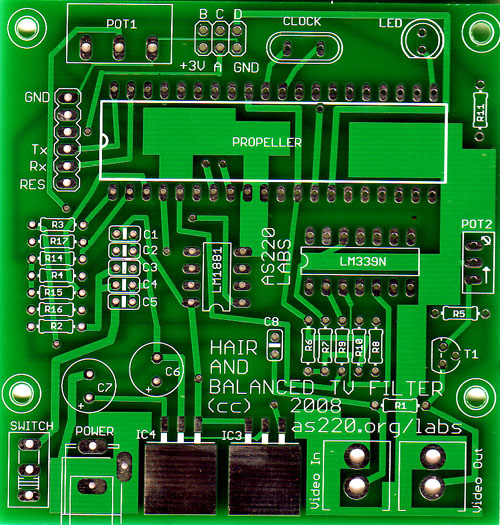 POT1
B C D
CLOCK
LED
+3V A GND
GND
Tx
Rx
RES
PROPELLER
R11
R3
R17
R14
R4
R15
R16
R2
C1
C2
C3
C4
C5
LM1881
AS220
LABS
LM339N
POT2
R5
T1
R6
R7
R9
R10
R8
C8
C7
C6
HAIR
AND
BALANCED TV FILTER
(cc) 2008
as220.org/labs
R1
SWITCH
POWER
IC4
IC3
Video In
Video Out